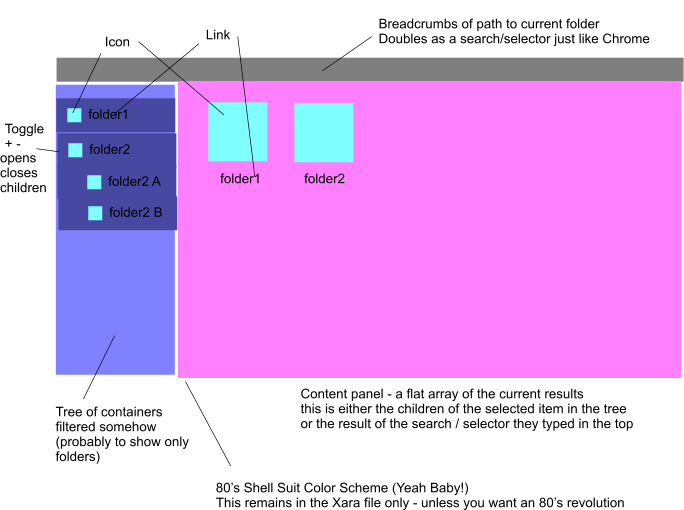 Breadcrumbs of path to current folder
Doubles as a search/selector just like Chrome
Icon
Link
folder1
Toggle
+ -
opens
closes
children
folder2
folder2 A
folder2 B
folder1
folder2
Content panel - a flat array of the current results
this is either the children of the selected item in the tree
or the result of the search / selector they typed in the top
Tree of containers
filtered somehow
(probably to show only
folders)
80's Shell Suit Color Scheme (Yeah Baby!)
This remains in the Xara file only - unless you want an 80's revolution